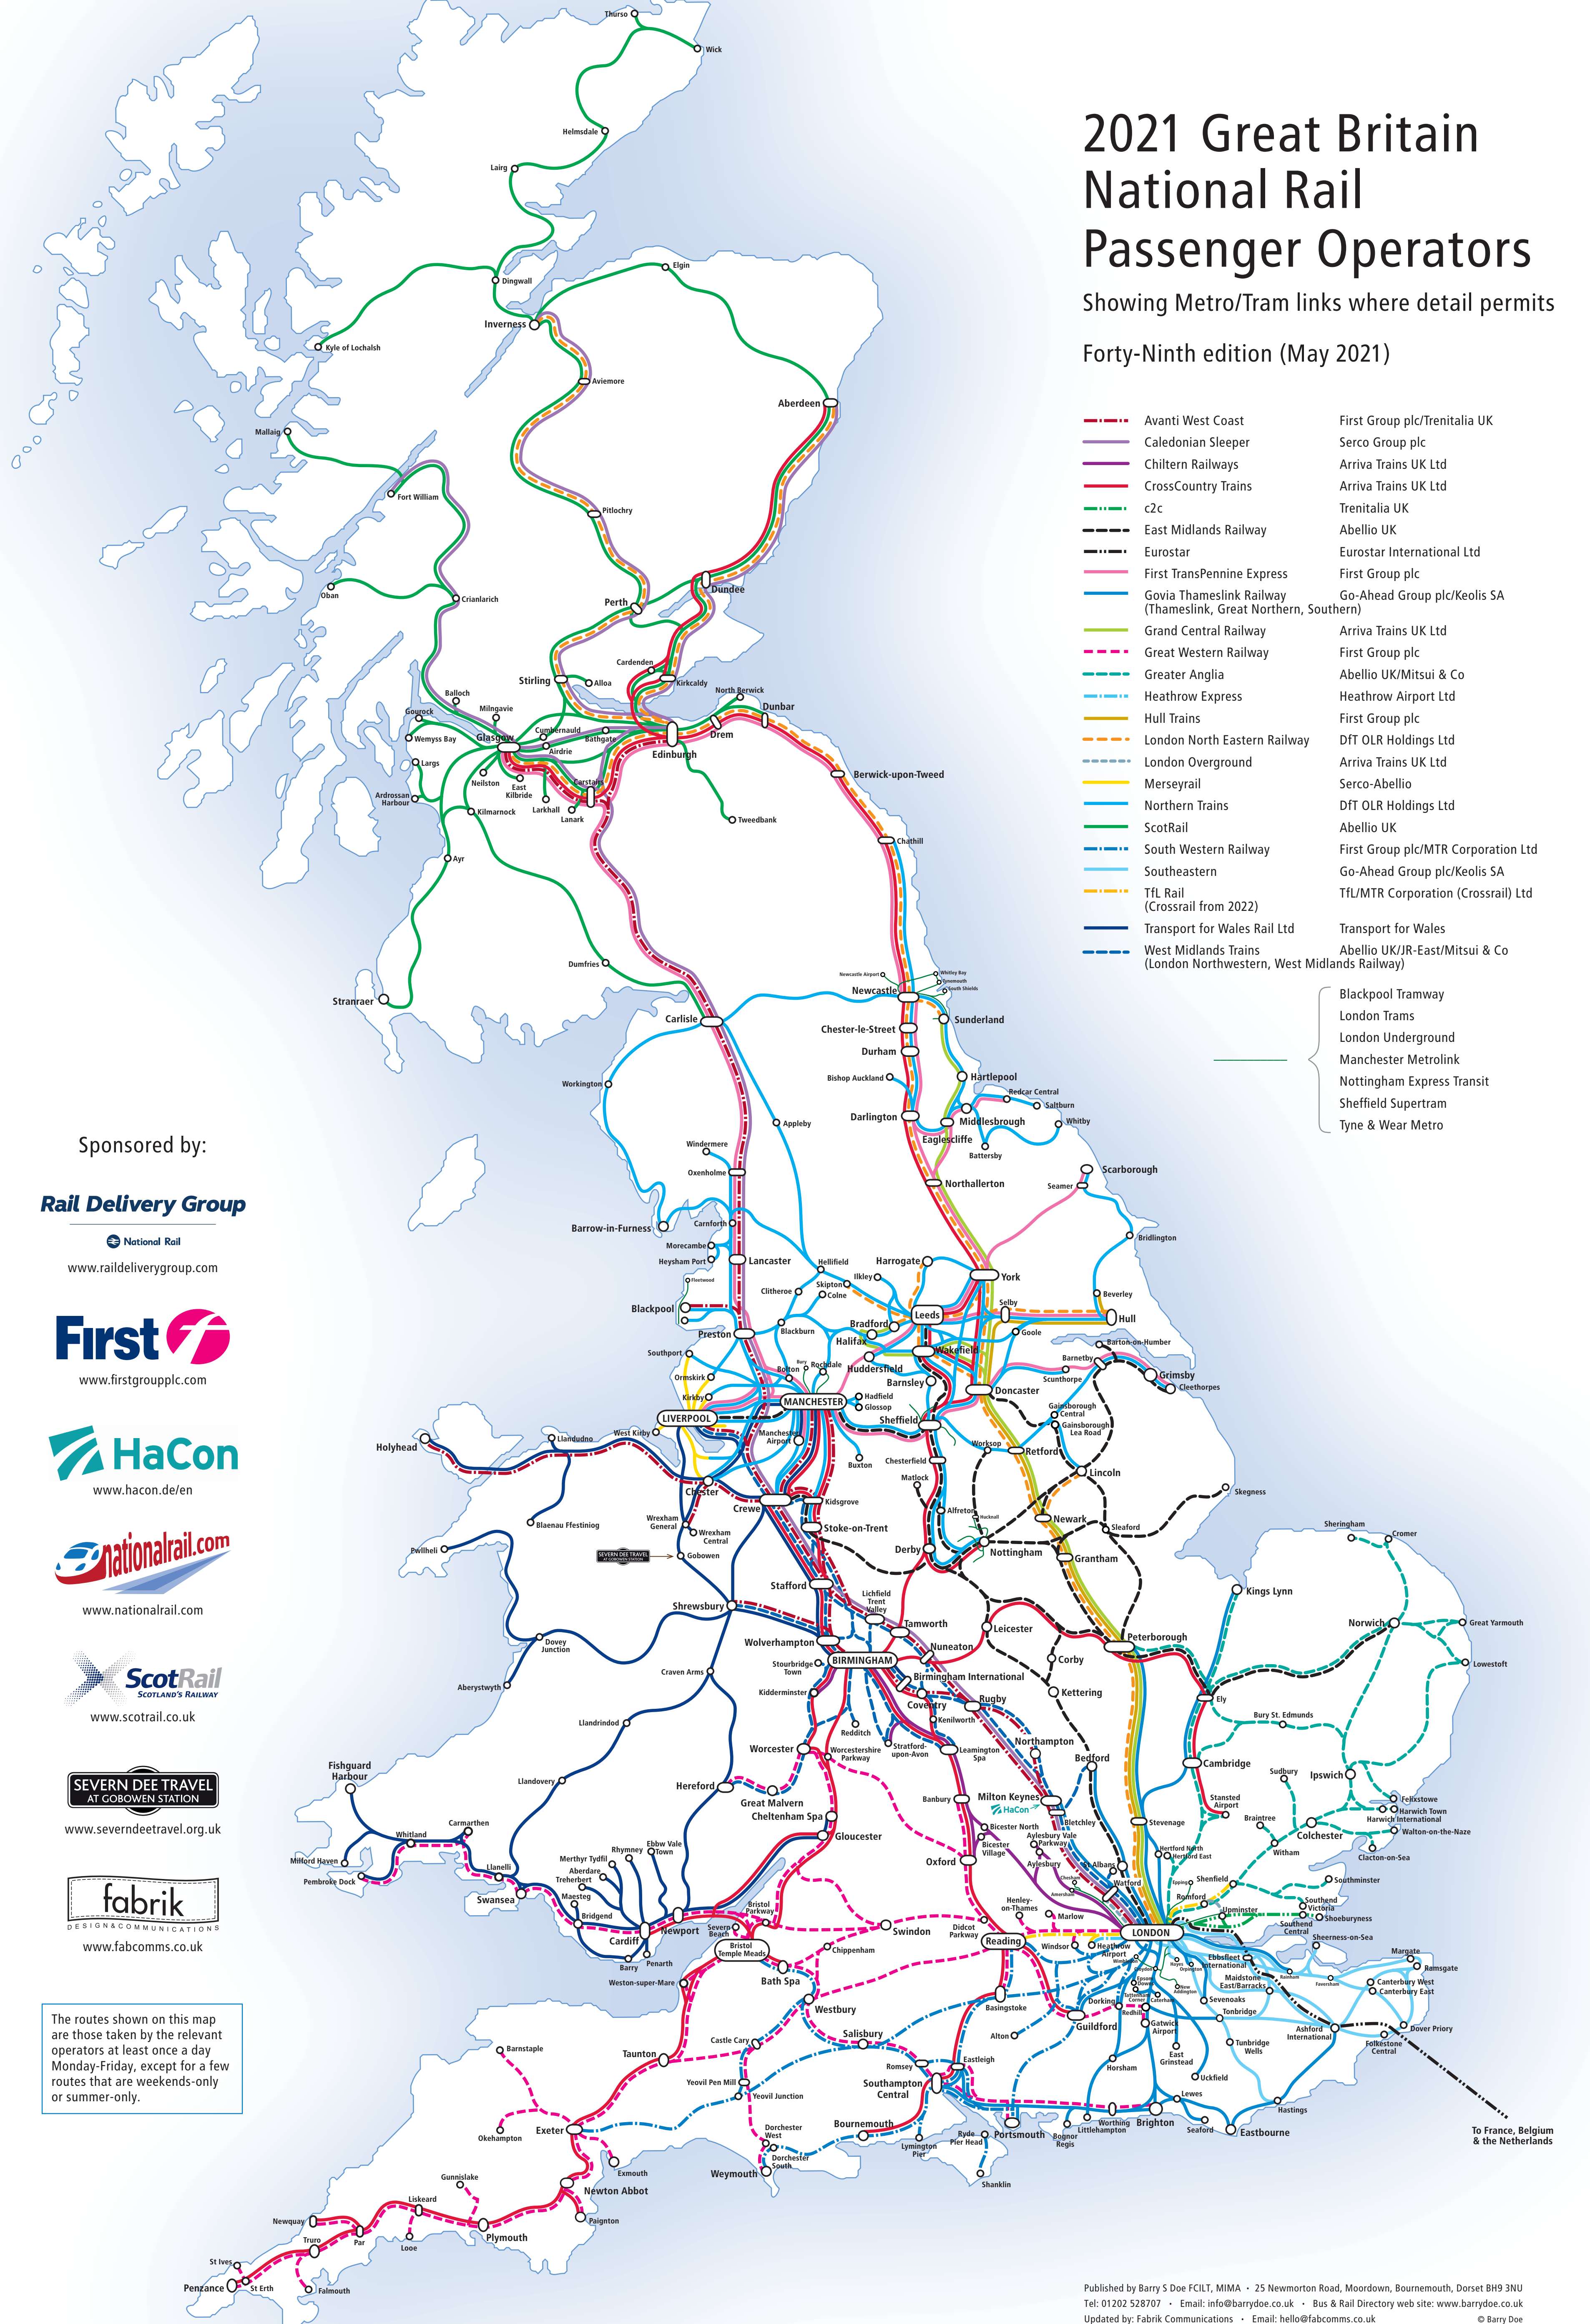 2021 Great Britain
National Rail
Passenger Operators
Showing Metro/Tram links where detail permits
Forty-Ninth edition (May 2021)
Avanti West Coast First Group plc/Trenitalia UK
Caledonian Sleeper Serco Group plc
Chiltern Railways Arriva Trains UK Ltd
CrossCountry Trains Arriva Trains UK Ltd
c2c Trenitalia UK
East Midlands Railway Abellio UK
Eurostar Eurostar International Ltd
First TransPennine Express First Group plc
Govia Thameslink Railway Go-Ahead Group plc/Keolis SA
(Thameslink, Great Northern, Southern)
Grand Central Railway Arriva Trains UK Ltd
Great Western Railway First Group plc
Greater Anglia Abellio UK/Mitsui & Co
Heathrow Express Heathrow Airport Ltd
Hull Trains First Group plc
London North Eastern Railway DfT OLR Holdings Ltd
London Overground Arriva Trains UK Ltd
Merseyrail Serco-Abellio
Northern Trains DfT OLR Holdings Ltd
ScotRail Abellio UK
South Western Railway First Group plc/MTR Corporation Ltd
Southeastern Go-Ahead Group plc/Keolis SA
TfL Rail TfL/MTR Corporation (Crossrail) Ltd
(Crossrail from 2022)
Transport for Wales Rail Ltd Transport for Wales
West Midlands Trains Abellio UK/JR-East/Mitsui & Co
(London Northwestern, West Midlands Railway)
Blackpool Tramway
London Trams
London Underground
Manchester Metrolink
Nottingham Express Transit
Sheffield Supertram
Tyne & Wear Metro
Sponsored by:
Rail Delivery Group
National Rail
www.raildeliverygroup.com
First
www.firstgroupplc.com
HaCon
www.hacon.de/en
nationalrail.com
www.nationalrail.com
ScotRail
SCOTLAND'S RAILWAY
www.scotrail.co.uk
SEVERN DEE TRAVEL
AT GOBOWEN STATION
www.severndeetravel.org.uk
fabrik
DESIGN&COMMUNICATIONS
www.fabcomms.co.uk
The routes shown on this map
are those taken by the relevant
operators at least once a day
Monday-Friday, except for a few
routes that are weekends-only
or summer-only.
Thurso
Wick
Helmsdale
Lairg
Dingwall
Elgin
Inverness
Kyle of Lochalsh
Aviemore
Aberdeen
Mallaig
Fort William
Pitlochry
Oban
Crianlarich
Dundee
Perth
Cardenden
Kirkcaldy
Stirling
Alloa
North Berwick
Balloch
Milngavie
Dunbar
Gourock
Cumbernauld
Drem
Wemyss Bay
Glasgow
Bathgate
Airdrie
Edinburgh
Largs
Neilston
East
Kilbride
Carstairs
Berwick-upon-Tweed
Ardrossan
Harbour
Larkhall
Lanark
Kilmarnock
Tweedbank
Chathill
Ayr
Dumfries
Stranraer
Newcastle Airport
Whitley Bay
Tynemouth
South Shields
Newcastle
Sunderland
Carlisle
Chester-le-Street
Durham
Bishop Auckland
Hartlepool
Workington
Redcar Central
Saltburn
Darlington
Middlesbrough
Whitby
Appleby
Eaglescliffe
Battersby
Windermere
Oxenholme
Northallerton
Scarborough
Seamer
Barrow-in-Furness
Carnforth
Bridlington
Morecambe
Heysham Port
Lancaster
Hellifield
Harrogate
Ilkley
York
Fleetwood
Skipton
Clitheroe
Colne
Selby
Beverley
Blackpool
Leeds
Hull
Bradford
Preston
Blackburn
Halifax
Goole
Wakefield
Barton-on-Humber
Southport
Bury
Rochdale
Bolton
Huddersfield
Barnetby
Scunthorpe
Grimsby
Cleethorpes
Ormskirk
Barnsley
Doncaster
Kirkby
MANCHESTER
Hadfield
Glossop
Gainsborough
Central
LIVERPOOL
Sheffield
Gainsborough
Lea Road
West Kirby
Manchester
Airport
Holyhead
Llandudno
Worksop
Retford
Buxton
Chesterfield
Lincoln
Chester
Matlock
Skegness
Crewe
Kidsgrove
Alfreton
Hucknall
Newark
Sleaford
Wrexham
General
Wrexham
Central
Blaenau Ffestiniog
Stoke-on-Trent
Sheringham
Cromer
Pwllheli
SEVERN DEE TRAVEL
AT GOBOWEN STATION
Gobowen
Derby
Nottingham
Grantham
Stafford
Kings Lynn
Lichfield
Trent
Valley
Shrewsbury
Tamworth
Leicester
Norwich
Great Yarmouth
Dovey
Junction
Wolverhampton
Nuneaton
Peterborough
Stourbridge
Town
BIRMINGHAM
Corby
Lowestoft
Craven Arms
Birmingham International
Aberystwyth
Kidderminster
Coventry
Rugby
Kettering
Ely
Llandrindod
Kenilworth
Bury St. Edmunds
Redditch
Worcester
Worcestershire
Parkway
Stratford-
upon-Avon
Leamington
Spa
Northampton
Bedford
Cambridge
Fishguard
Harbour
Llandovery
Hereford
Great Malvern
Sudbury
Ipswich
Banbury
Milton Keynes
HaCon
Stansted
Airport
Felixstowe
Cheltenham Spa
Bletchley
Harwich Town
Harwich International
Carmarthen
Gloucester
Bicester North
Stevenage
Braintree
Colchester
Whitland
Bicester
Village
Aylesbury Vale
Parkway
Walton-on-the-Naze
Ebbw Vale
Town
Rhymney
Hertford North
Hertford East
Witham
Clacton-on-Sea
Milford Haven
Merthyr Tydfil
Oxford
Aylesbury
St Albans
Pembroke Dock
Llanelli
Aberdare
Treherbert
Chesham
Watford
Epping
Shenfield
Southminster
Swansea
Maesteg
Amersham
Romford
Bridgend
Bristol
Parkway
Henley-
on-Thames
Upminster
Southend
Victoria
Newport
Severn
Beach
Swindon
Marlow
Shoeburyness
Southend
Central
Cardiff
Didcot
Parkway
LONDON
Bristol
Temple Meads
Chippenham
Reading
Windsor
Heathrow
Airport
Sheerness-on-Sea
Penarth
Barry
Wimbledon
Hayes
Ebbsfleet
International
Margate
Weston-super-Mare
Bath Spa
Croydon
Orpington
Rainham
Faversham
Ramsgate
Epsom
Downs
Maidstone
East/Barracks
Canterbury West
Canterbury East
Westbury
Basingstoke
Tattenham
Corner
Caterham
New
Addington
Sevenoaks
Dorking
Redhill
Tonbridge
Castle Cary
Salisbury
Alton
Guildford
Gatwick
Airport
Ashford
International
Dover Priory
Barnstaple
Taunton
Tunbridge
Wells
Folkestone
Central
Romsey
Eastleigh
Horsham
East
Grinstead
Yeovil Pen Mill
Southampton
Central
Uckfield
Yeovil Junction
Lewes
Hastings
Exeter
Okehampton
Dorchester
West
Bournemouth
Lymington
Pier
Ryde
Pier Head
Portsmouth
Bognor
Regis
Littlehampton
Worthing
Brighton
Seaford
Eastbourne
Dorchester
South
To France, Belgium
& the Netherlands
Exmouth
Weymouth
Shanklin
Gunnislake
Newton Abbot
Liskeard
Newquay
Paignton
Truro
Par
Looe
Plymouth
St Ives
Penzance
St Erth
Falmouth
Published by Barry S Doe FCILT, MIMA • 25 Newmorton Road, Moordown, Bournemouth, Dorset BH9 3NU
Tel: 01202 528707 • Email: info@barrydoe.co.uk • Bus & Rail Directory web site: www.barrydoe.co.uk
Updated by: Fabrik Communications • Email: hello@fabcomms.co.uk © Barry Doe